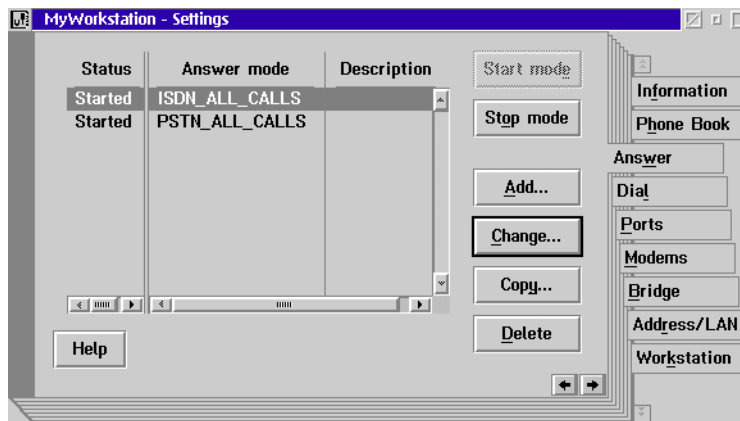 MyWorkstation - Settings
Status Answer mode Description
Started ISDN_ALL_CALLS
Started PSTN_ALL_CALLS
Start mode
Stop mode
Add...
Change...
Copy...
Delete
Help
Information
Phone Book
Answer
Dial
Ports
Modems
Bridge
Address/LAN
Workstation